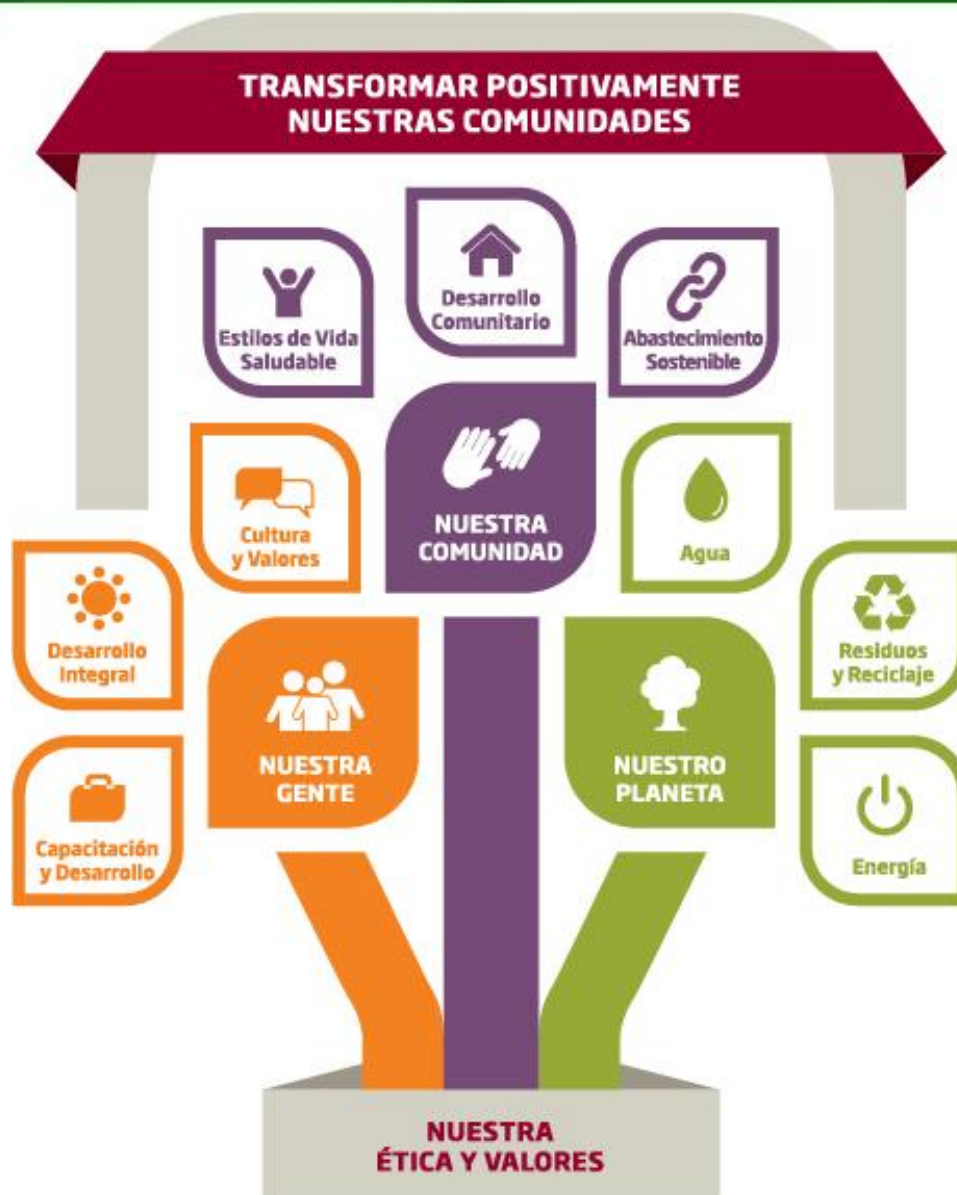 TRANSFORMAR POSITIVAMENTE
NUESTRAS COMUNIDADES
Estilos de Vida
Saludable
Desarrollo
Comunitario
Abastecimiento
Sostenible
Cultura
y Valores
NUESTRA
COMUNIDAD
Agua
Desarrollo
Integral
NUESTRA
GENTE
NUESTRO
PLANETA
Residuos
y Reciclaje
Capacitación
y Desarrollo
Energía
NUESTRA
ÉTICA Y VALORES